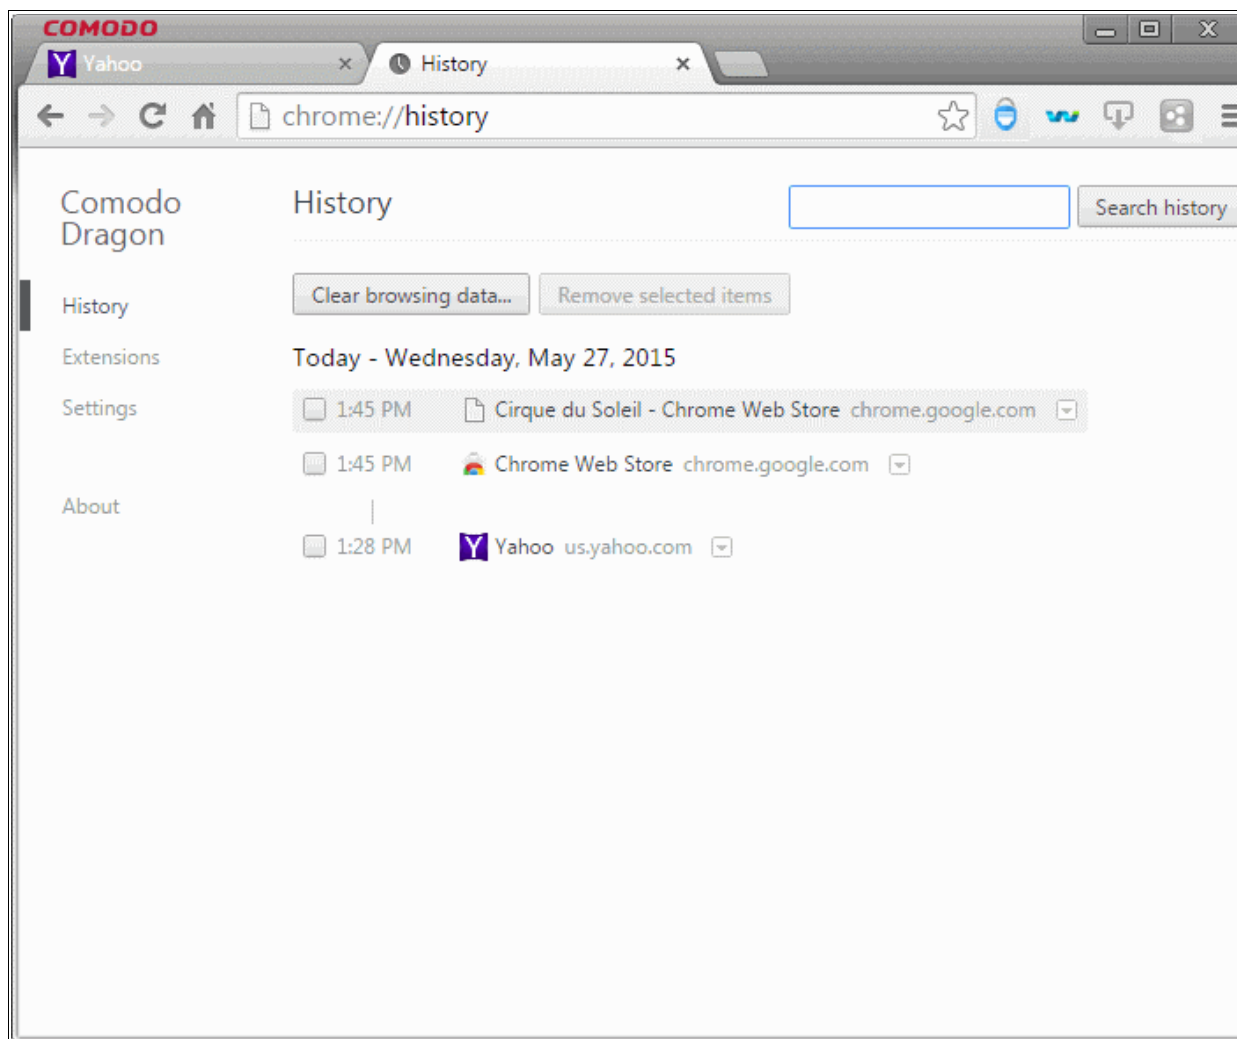 COMODO
Yahoo
History
chrome://history
Comodo
Dragon
History
Search history
Clear browsing data...
Remove selected items
History
Extensions
Settings
About
Today - Wednesday, May 27, 2015
1:45 PM Cirque du Soleil - Chrome Web Store chrome.google.com
1:45 PM Chrome Web Store chrome.google.com
1:28 PM Yahoo us.yahoo.com